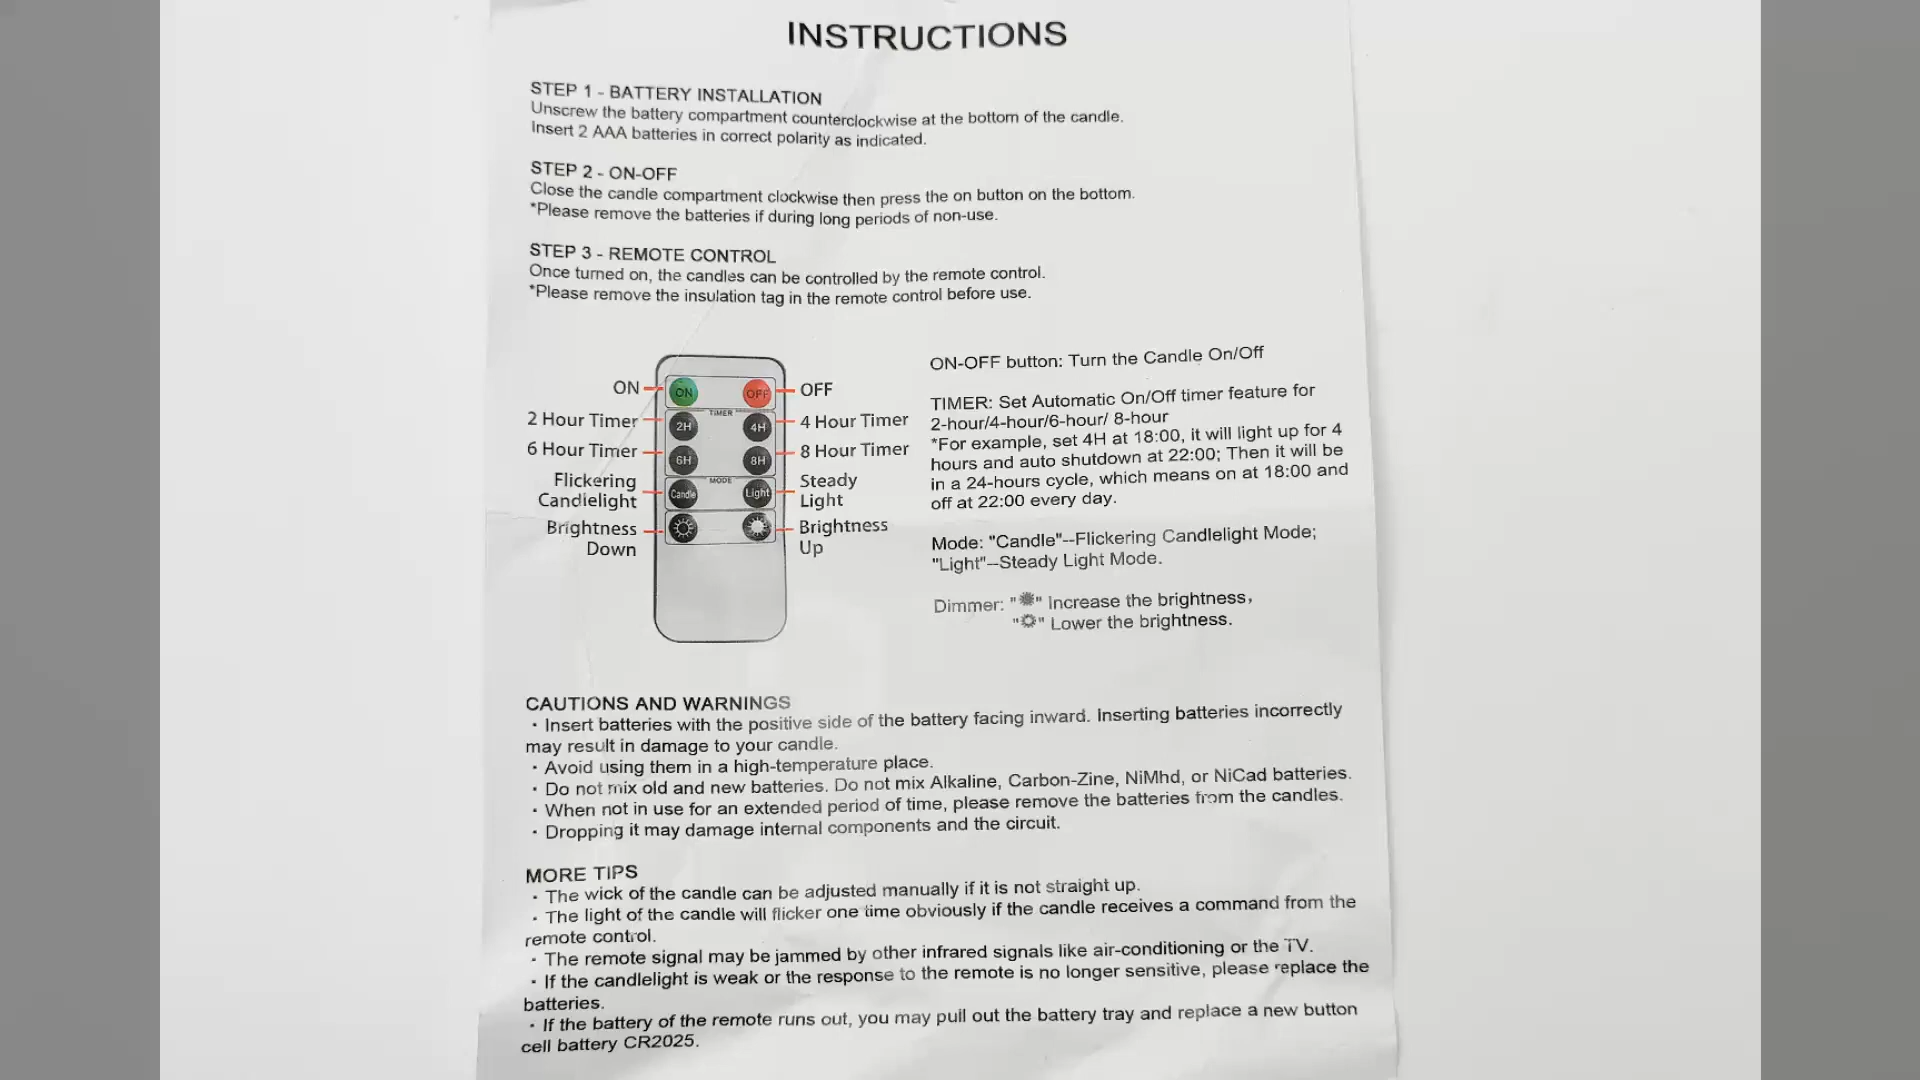 INSTRUCTIONS
STEP 1 - BATTERY INSTALLATION
Unscrew the battery compartment counterclockwise at the bottom of the candle.
Insert 2 AAA batteries in correct polarity as indicated.
STEP 2 - ON-OFF
Close the candle compartment clockwise then press the on button on the bottom.
*Please remove the batteries if during long periods of non-use.
STEP 3 - REMOTE CONTROL
Once turned on, the candles can be controlled by the remote control.
*Please remove the insulation tag in the remote control before use.
ON
2 Hour Timer
6 Hour Timer
Flickering
Candlelight
Brightness
Down
ON OFF
TIMER
2H 4H
6H 8H
MODE
Candle Light
OFF
4 Hour Timer
8 Hour Timer
Steady
Light
Brightness
Up
ON-OFF button: Turn the Candle On/Off
TIMER: Set Automatic On/Off timer feature for
2-hour/4-hour/6-hour/ 8-hour
*For example, set 4H at 18:00, it will light up for 4
hours and auto shutdown at 22:00; Then it will be
in a 24-hours cycle, which means on at 18:00 and
off at 22:00 every day.
Mode: "Candle"--Flickering Candlelight Mode;
"Light"--Steady Light Mode.
Dimmer: "✹" Increase the brightness,
"☼" Lower the brightness.
CAUTIONS AND WARNINGS
· Insert batteries with the positive side of the battery facing inward. Inserting batteries incorrectly
may result in damage to your candle.
· Avoid using them in a high-temperature place.
· Do not mix old and new batteries. Do not mix Alkaline, Carbon-Zine, NiMhd, or NiCad batteries.
· When not in use for an extended period of time, please remove the batteries from the candles.
· Dropping it may damage internal components and the circuit.
MORE TIPS
· The wick of the candle can be adjusted manually if it is not straight up.
· The light of the candle will flicker one time obviously if the candle receives a command from the
remote control.
· The remote signal may be jammed by other infrared signals like air-conditioning or the TV.
· If the candlelight is weak or the response to the remote is no longer sensitive, please replace the
batteries.
· If the battery of the remote runs out, you may pull out the battery tray and replace a new button
cell battery CR2025.